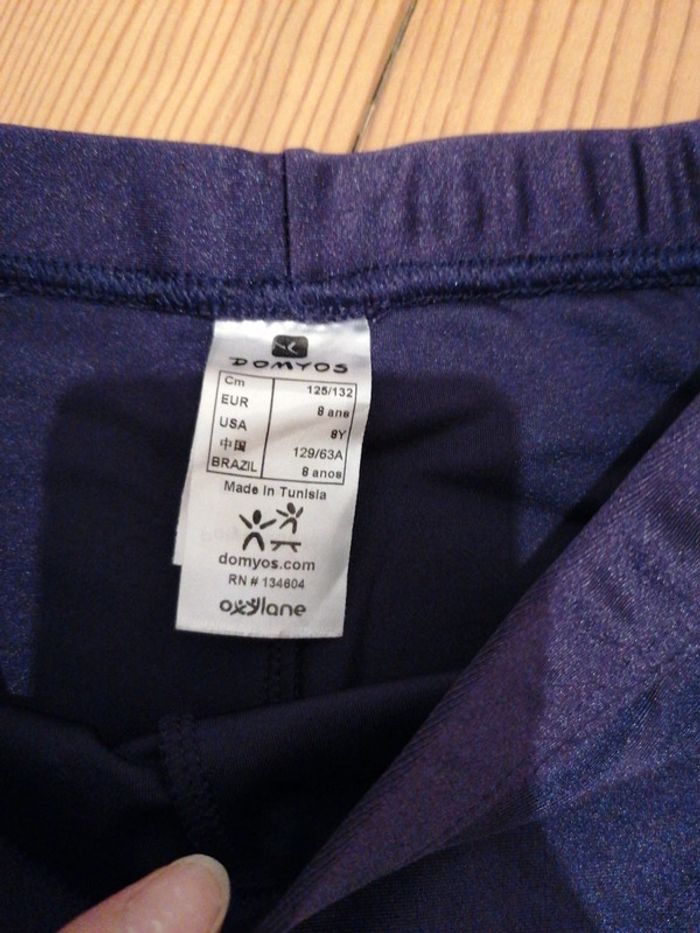 DOMYOS
Cm 125/132
EUR 8 ans
USA 8Y
中国 129/63A
BRAZIL 8 anos
Made In Tunisia
domyos.com
RN # 134604
oxylane